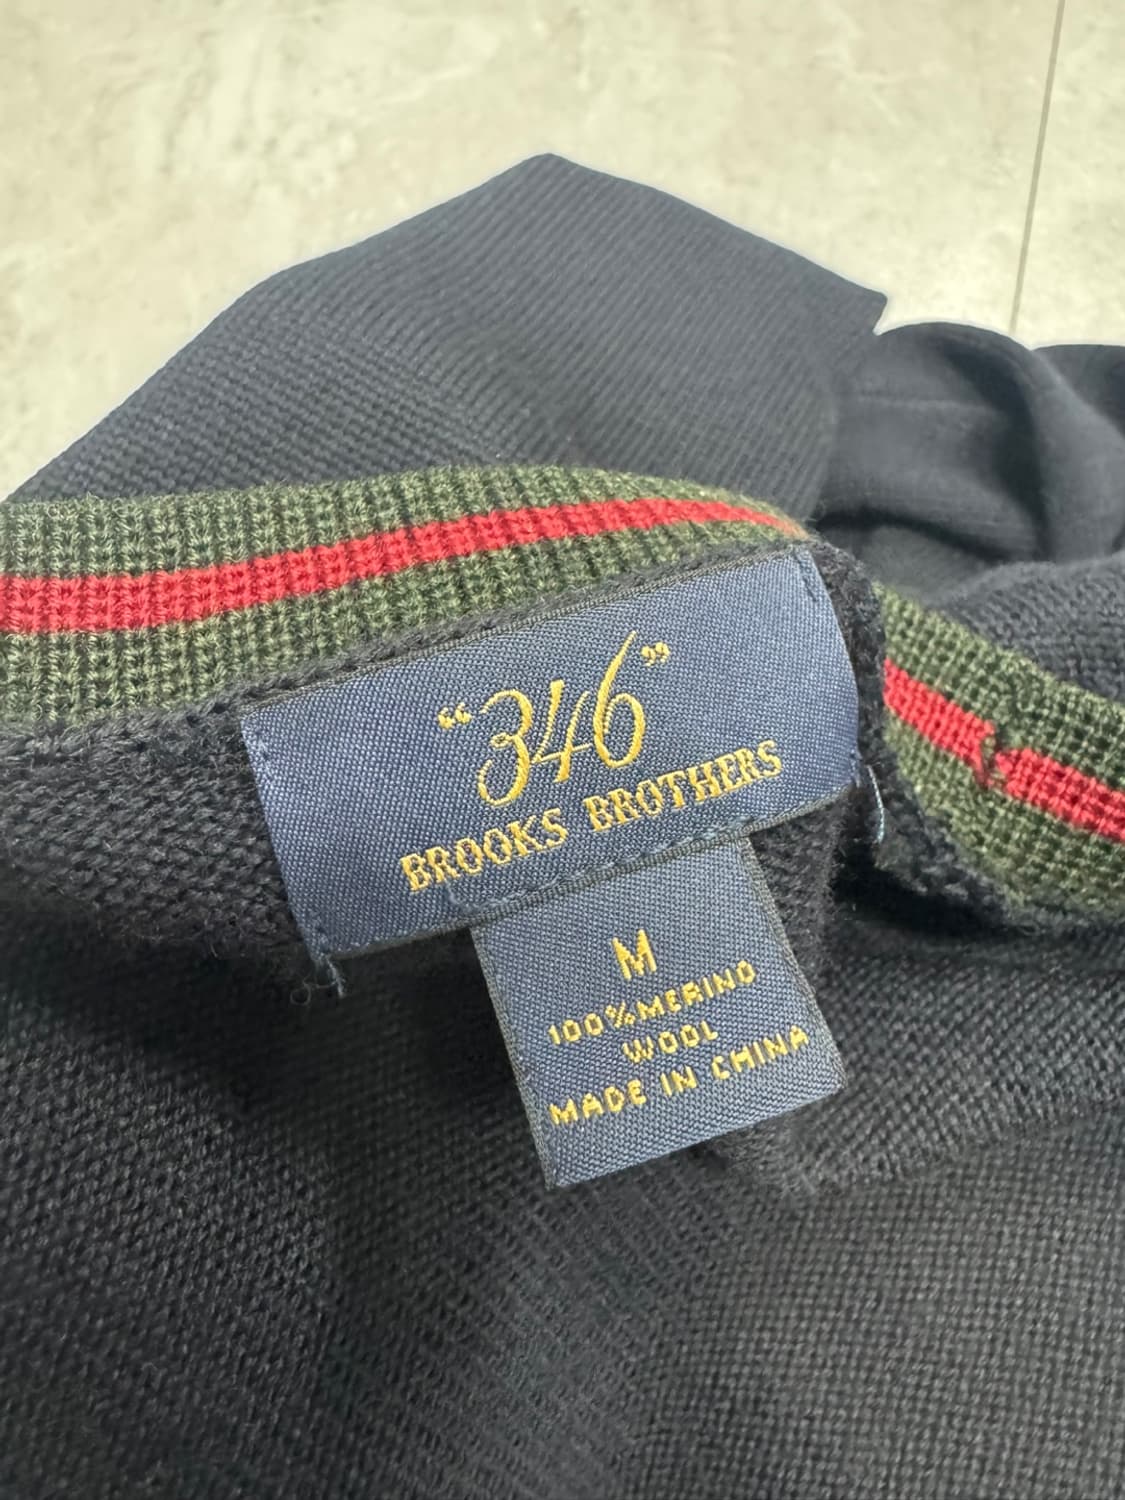 “346”
BROOKS BROTHERS
M
100%MERINO
WOOL
MADE IN CHINA